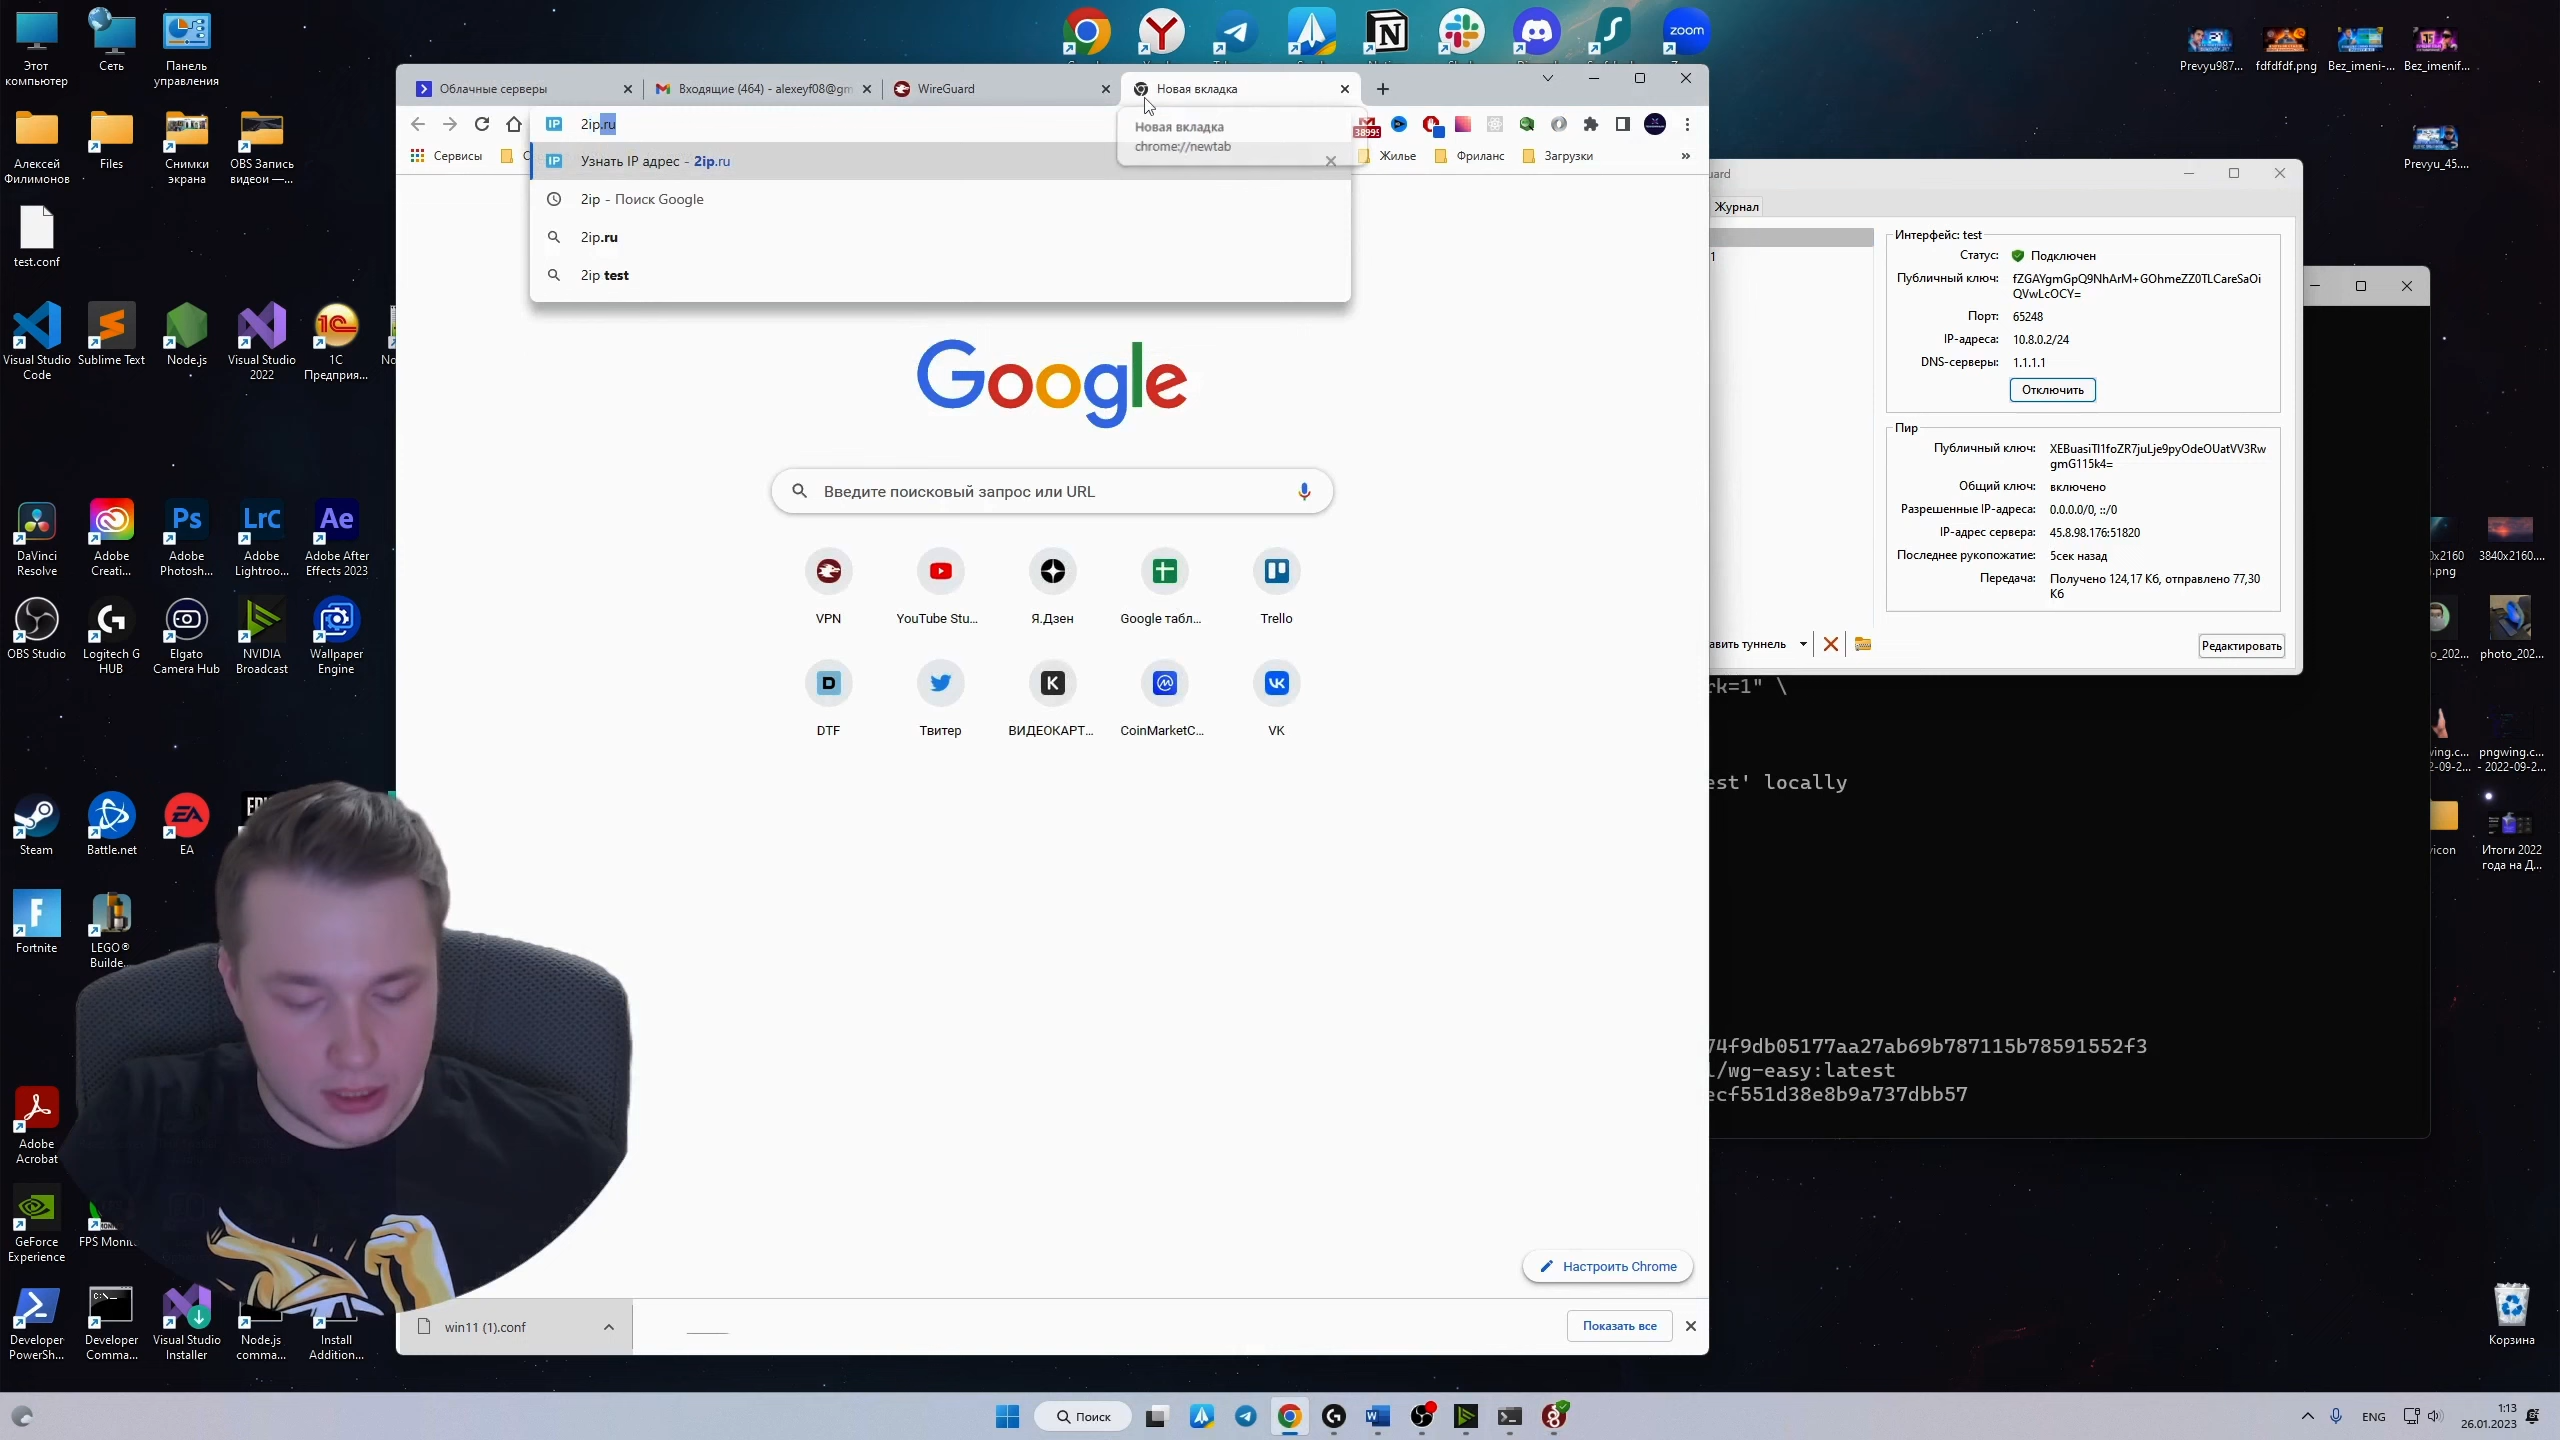 Этот
компьютер
Сеть
Панель
управления
Алексей
Филимонов
Files
Снимки
экрана
OBS Запись
видеои —...
test.conf
Visual Studio
Code
Sublime Text
Node.js
Visual Studio
2022
1C
Предприя...
DaVinci
Resolve
Adobe
Creati...
Adobe
Photosh...
Adobe
Lightroo...
Adobe After
Effects 2023
OBS Studio
Logitech G
HUB
Elgato
Camera Hub
NVIDIA
Broadcast
Wallpaper
Engine
Steam
Battle.net
EA
Fortnite
LEGO®
Builde...
Adobe
Acrobat
GeForce
Experience
Developer
PowerSh...
Developer
Comma...
Visual Studio
Installer
Node.js
comma...
Install
Addition...
zoom
Облачные серверы
Входящие (464) - alexeyf08@gm
WireGuard
Новая вкладка
2ip.ru
Новая вкладка
chrome://newtab
38995
Сервисы
Жилье
Фриланс
Загрузки
»
Узнать IP адрес - 2ip.ru
2ip - Поиск Google
2ip.ru
2ip test
Google
Введите поисковый запрос или URL
VPN
YouTube Stu...
Я.Дзен
Google табл...
Trello
DTF
Твитер
ВИДЕОКАРТ...
CoinMarketC...
VK
Настроить Chrome
win11 (1).conf
Показать все
Журнал
Интерфейс: test
Статус: Подключен
Публичный ключ: fZGAYgmGpQ9NhArM+GOhmeZZ0TLCareSaOi
QVwLcOCY=
Порт: 65248
IP-адреса: 10.8.0.2/24
DNS-серверы: 1.1.1.1
Отключить
Пир
Публичный ключ: XEBuasiTl1foZR7juLje9pyOdeOUatVV3Rw
gmG115k4=
Общий ключ: включено
Разрешенные IP-адреса: 0.0.0.0/0, ::/0
IP-адрес сервера: 45.8.98.176:51820
Последнее рукопожатие: 5сек назад
Передача: Получено 124,17 Кб, отправлено 77,30
Кб
авить туннель
Редактировать
rk=1" \
est' locally
74f9db05177aa27ab69b787115b78591552f3
l/wg-easy:latest
ecf551d38e8b9a737dbb57
Prevyu987...
fdfdfdf.png
Bez_imeni-...
Bez_imenif...
Prevyu_45....
3840x2160....
photo_202...
pngwing.c...
- 2022-09-2...
Итоги 2022
года на Д...
Корзина
Поиск
ENG
1:13
26.01.2023